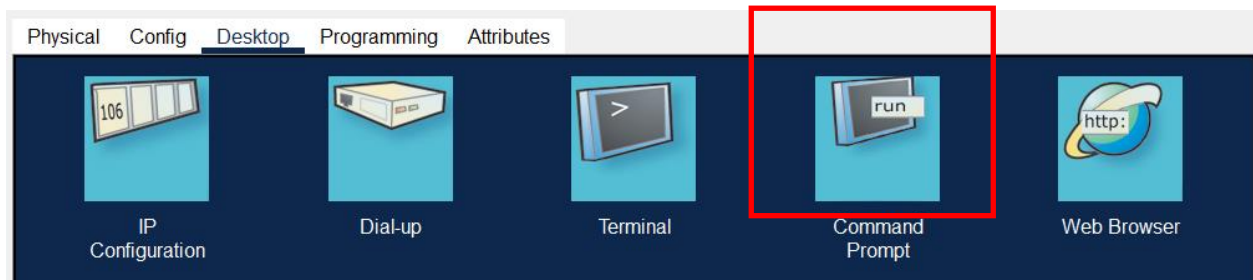 Physical Config Desktop Programming Attributes
106
>
run
http:
IP
Configuration
Dial-up
Terminal
Command
Prompt
Web Browser